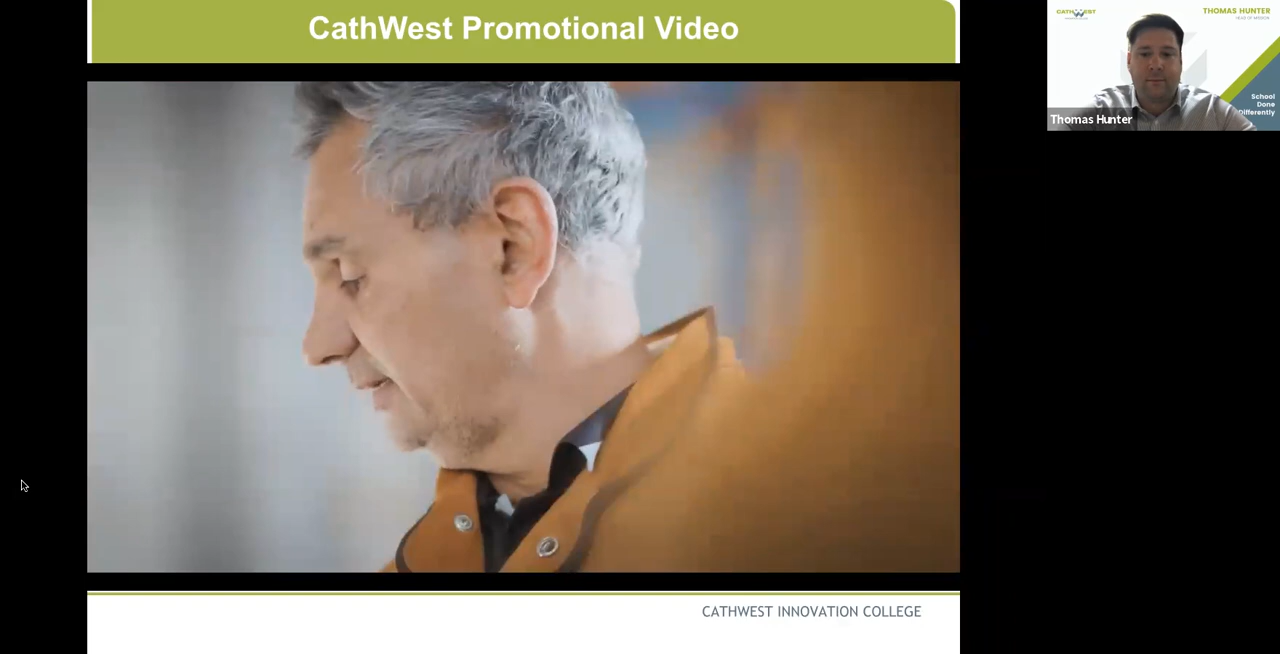 CathWest Promotional Video
CATHWEST
THOMAS HUNTER
HEAD OF MISSION
School
Done
Differently
Thomas Hunter
CATHWEST INNOVATION COLLEGE